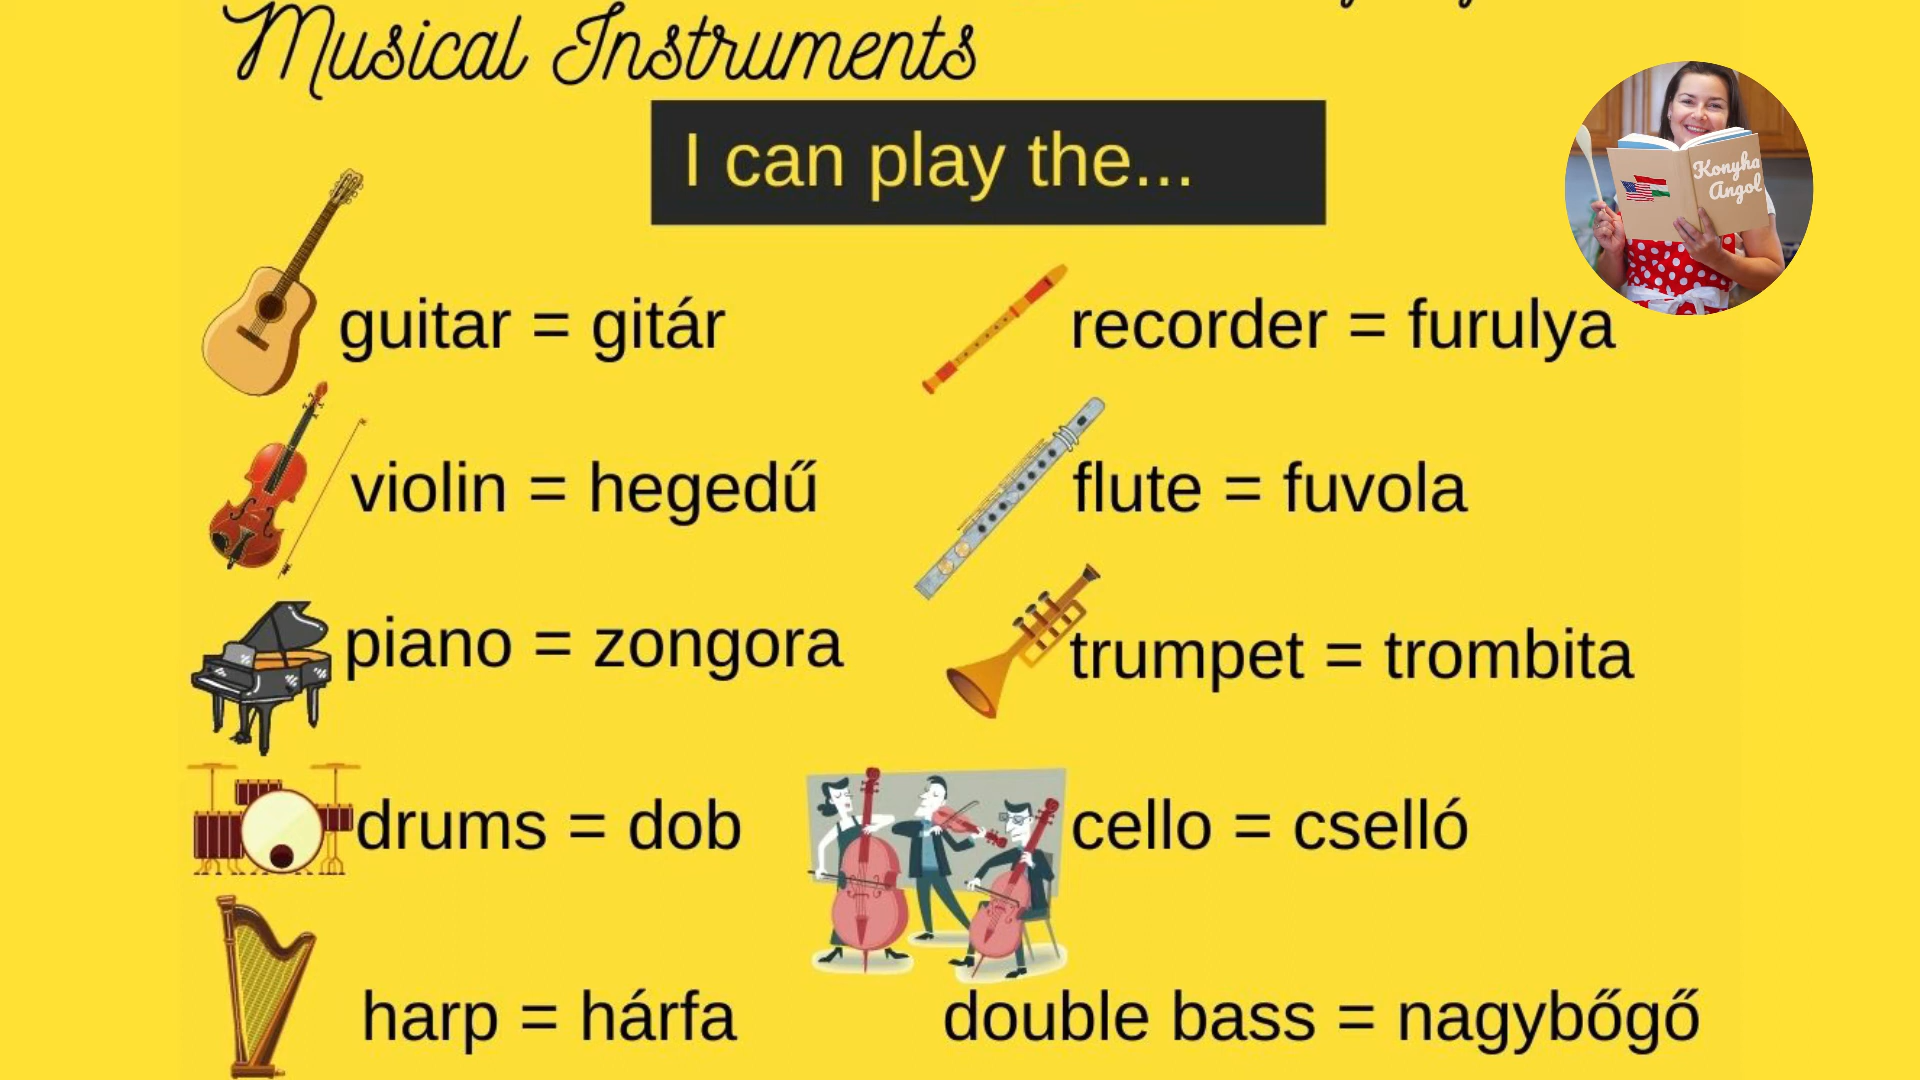 Musical Instruments
I can play the...
Konyha
Angol
guitar = gitár
recorder = furulya
violin = hegedű
flute = fuvola
piano = zongora
trumpet = trombita
drums = dob
cello = cselló
harp = hárfa
double bass = nagybőgő